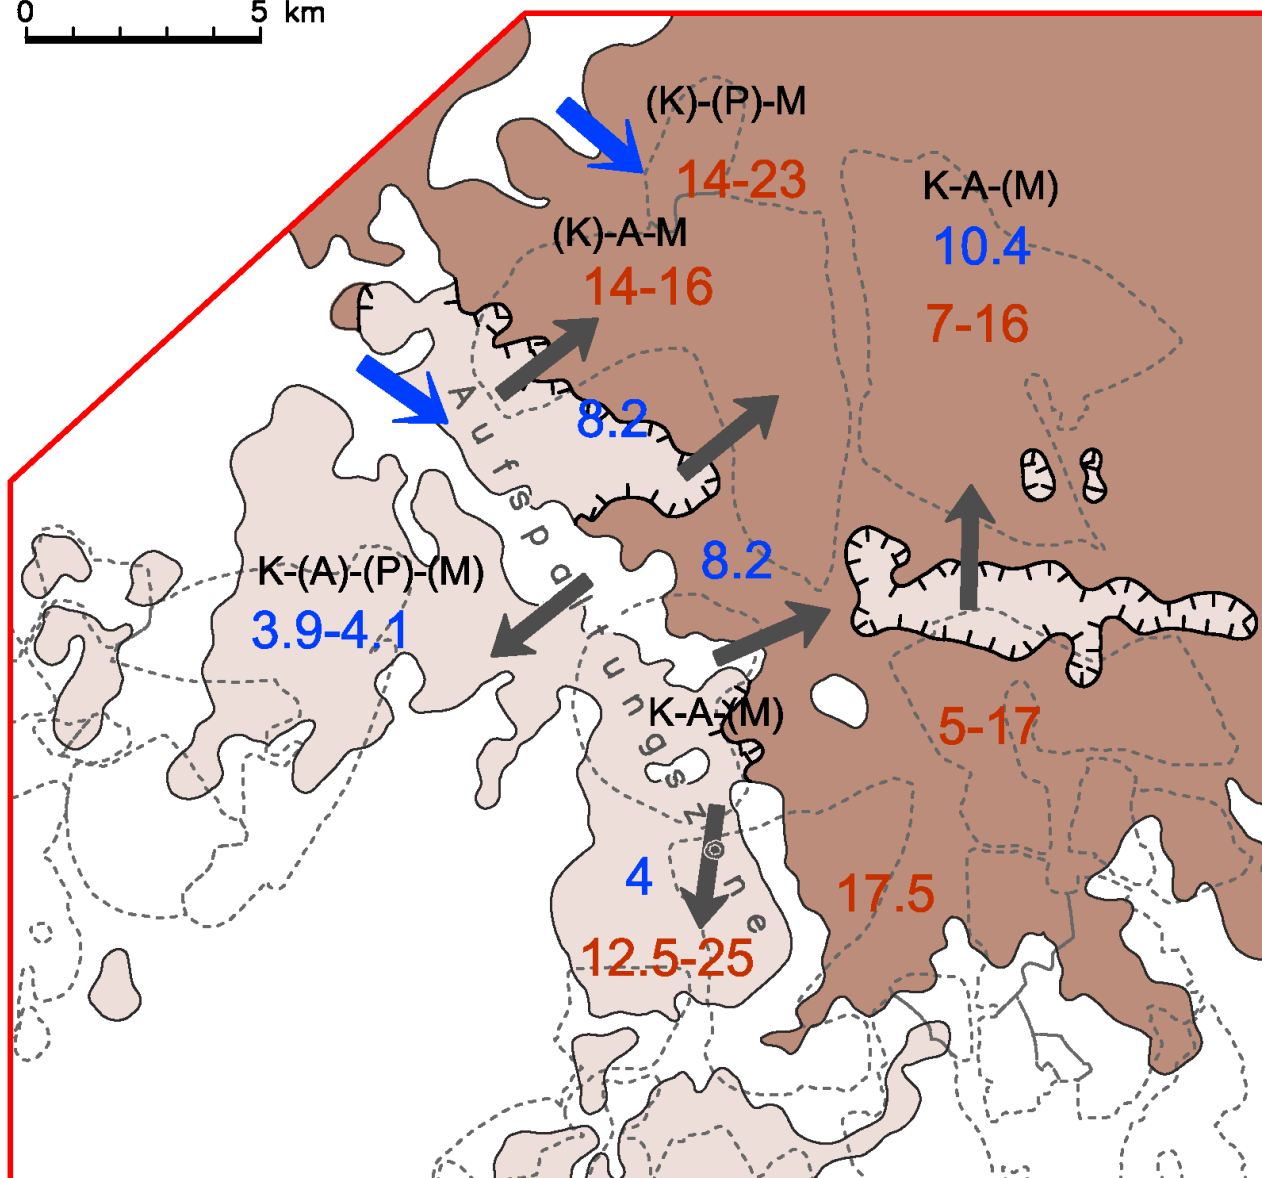 0 5 km
(K)-(P)-M
14-23
K-A-(M)
10.4
7-16
(K)-A-M
14-16
8.2
Aufspaltungszone
8.2
K-(A)-(P)-(M)
3.9-4.1
K-A-(M)
5-17
4
17.5
12.5-25